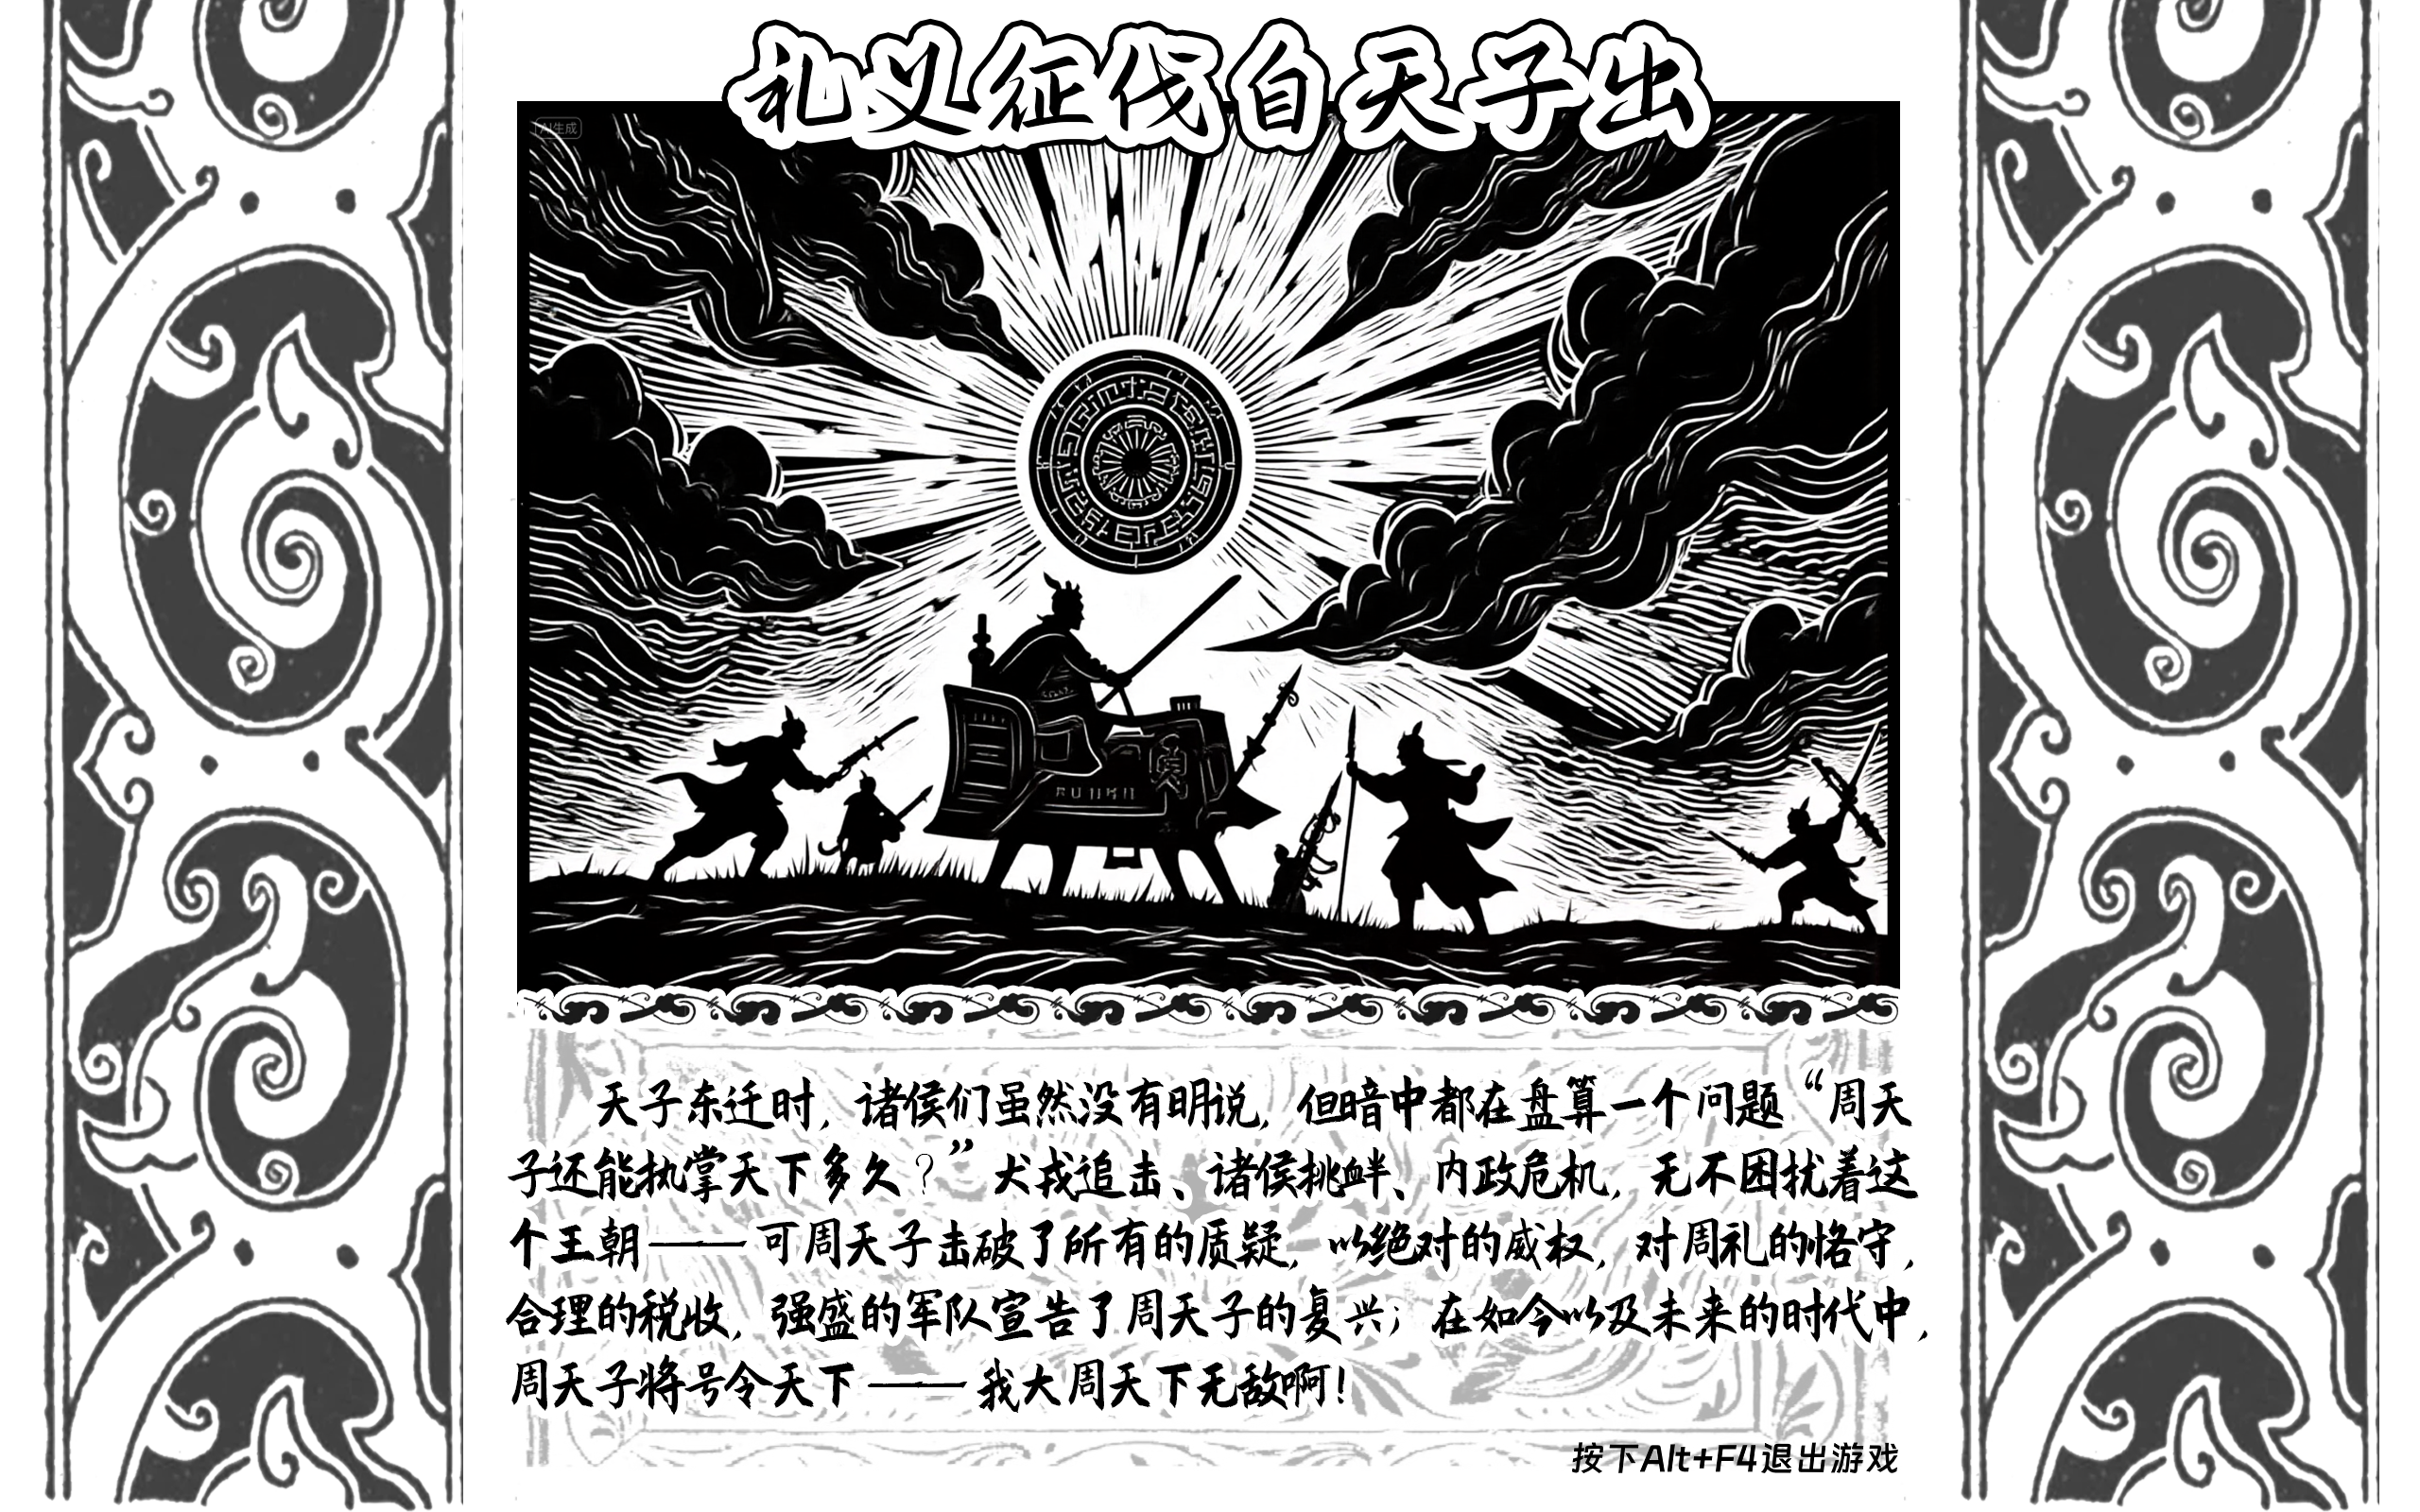 礼义征伐自天子出
AI生成
天子东迁时，诸侯们虽然没有明说，但暗中都在盘算一个问题“周天
子还能执掌天下多久？”犬戎追击、诸侯挑衅、内政危机，无不困扰着这
个王朝——可周天子击破了所有的质疑，以绝对的威权，对周礼的恪守，
合理的税收，强盛的军队宣告了周天子的复兴；在如今以及未来的时代中，
周天子将号令天下——我大周天下无敌啊！
按下Alt+F4退出游戏